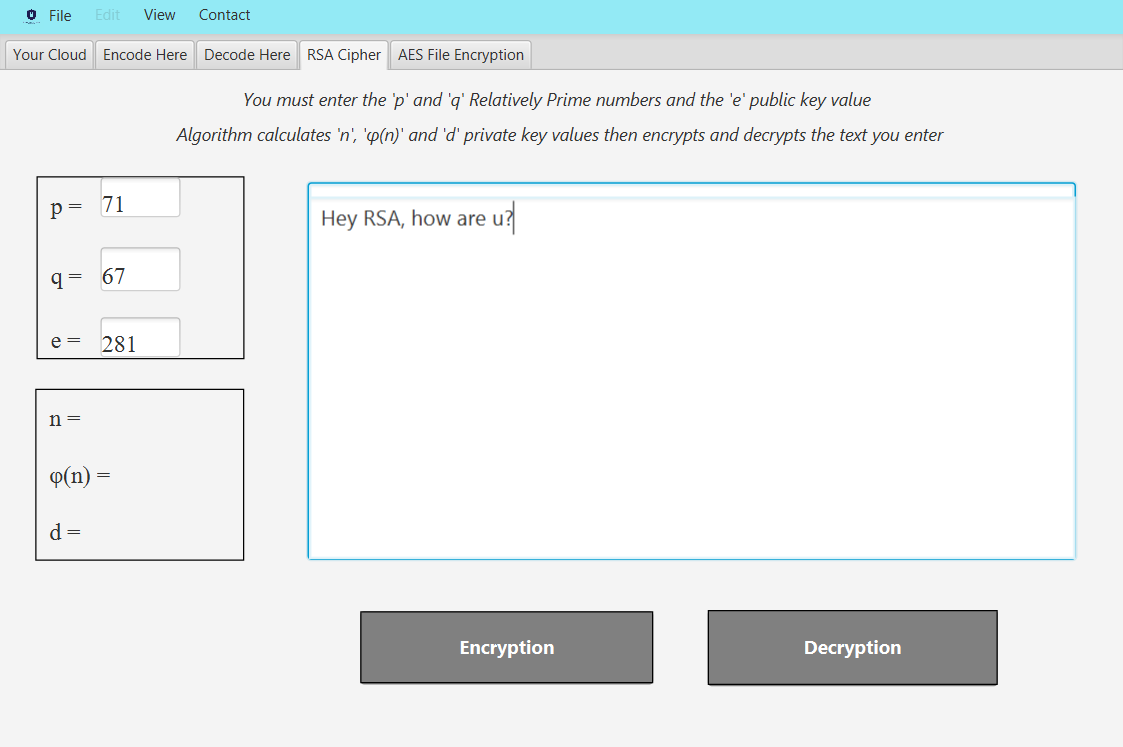 File Edit View Contact
Your Cloud Encode Here Decode Here RSA Cipher AES File Encryption
You must enter the 'p' and 'q' Relatively Prime numbers and the 'e' public key value
Algorithm calculates 'n', 'φ(n)' and 'd' private key values then encrypts and decrypts the text you enter
p = 71
q = 67
e = 281
Hey RSA, how are u?
n =
φ(n) =
d =
Encryption Decryption